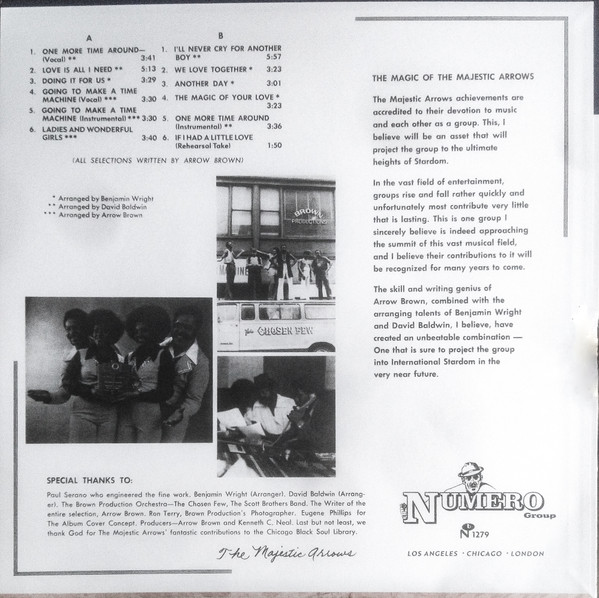 A
1. ONE MORE TIME AROUND—
(Vocal) ** 3:41
2. LOVE IS ALL I NEED ** 5:13
3. DOING IT FOR US * 3:29
4. GOING TO MAKE A TIME
MACHINE (Vocal) *** 3:30
5. GOING TO MAKE A TIME
MACHINE (Instrumental) *** 3:30
6. LADIES AND WONDERFUL
GIRLS *** 3:40
B
1. I'LL NEVER CRY FOR ANOTHER
BOY ** 5:57
2. WE LOVE TOGETHER * 3:23
3. ANOTHER DAY * 3:01
4. THE MAGIC OF YOUR LOVE *
3:23
5. ONE MORE TIME AROUND
(Instrumental) ** 3:36
6. IF I HAD A LITTLE LOVE
(Rehearsal Take) 1:50
(ALL SELECTIONS WRITTEN BY ARROW BROWN)
* Arranged by Benjamin Wright
** Arranged by David Baldwin
*** Arranged by Arrow Brown
BROWN
PRODUCTIONS
MACHINE
The CHOSEN FEW
THE MAGIC OF THE MAJESTIC ARROWS
The Majestic Arrows achievements are
accredited to their devotion to music
and each other as a group. This, I
believe will be an asset that will
project the group to the ultimate
heights of Stardom.
In the vast field of entertainment,
groups rise and fall rather quickly and
unfortunately most contribute very little
that is lasting. This is one group I
sincerely believe is indeed approaching
the summit of this vast musical field,
and I believe their contributions to it will
be recognized for many years to come.
The skill and writing genius of
Arrow Brown, combined with the
arranging talents of Benjamin Wright
and David Baldwin, I believe, have
created an unbeatable combination —
One that is sure to project the group
into International Stardom in the
very near future.
SPECIAL THANKS TO:
Paul Serano who engineered the fine work. Benjamin Wright (Arranger). David Baldwin (Arrang-
er). The Brown Production Orchestra—The Chosen Few, The Scott Brothers Band. The Writer of the
entire selection, Arrow Brown. Ron Terry, Brown Production's Photographer. Eugene Phillips for
The Album Cover Concept. Producers—Arrow Brown and Kenneth C. Neal. Last but not least, we
thank God for The Majestic Arrows' fantastic contributions to the Chicago Black Soul Library.
The Majestic Arrows
The NUMERO
Group
N 1279
LOS ANGELES · CHICAGO · LONDON